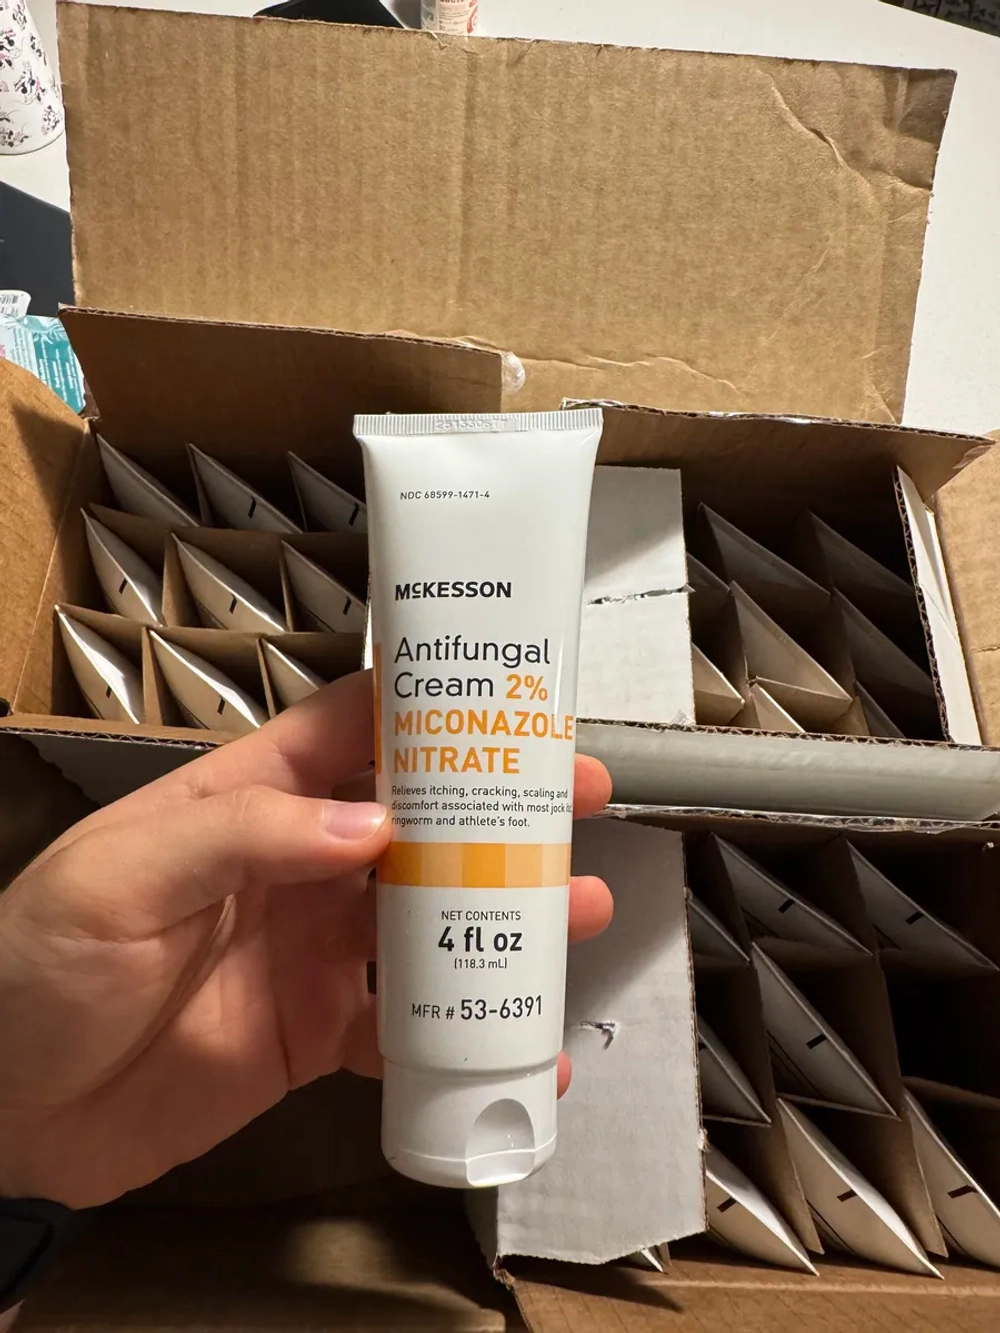 NDC 68599-1471-4
McKESSON
Antifungal
Cream 2%
MICONAZOLE
NITRATE
Relieves itching, cracking, scaling and
discomfort associated with most jock
ringworm and athlete's foot.
NET CONTENTS
4 fl oz
(118.3 mL)
MFR # 53-6391